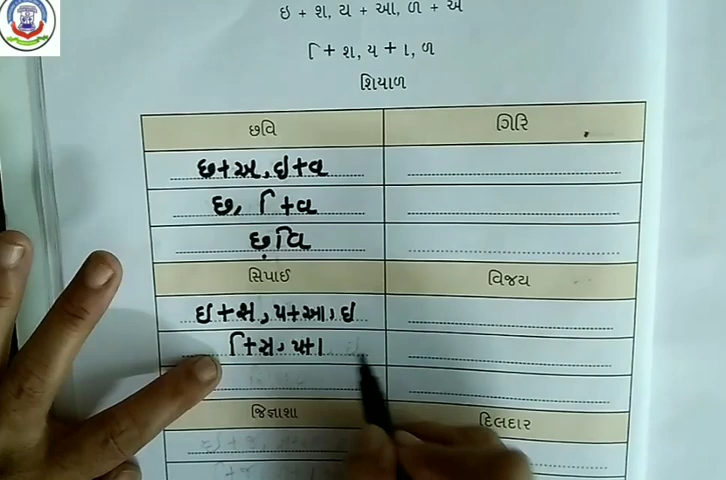 ઇ + શ, ય + આ, ળ + અ
િ + શ, ય + ા, ળ
શિયાળ
છવિ
ગિરિ
છ+અ, ઇ+વ
છ, િ+વ
છવિ
સિપાઈ
વિજય
ઇ+સ, પ+આ, ઇ
િ+સ, પ+ા
જિજ્ઞાશા
દિલદાર